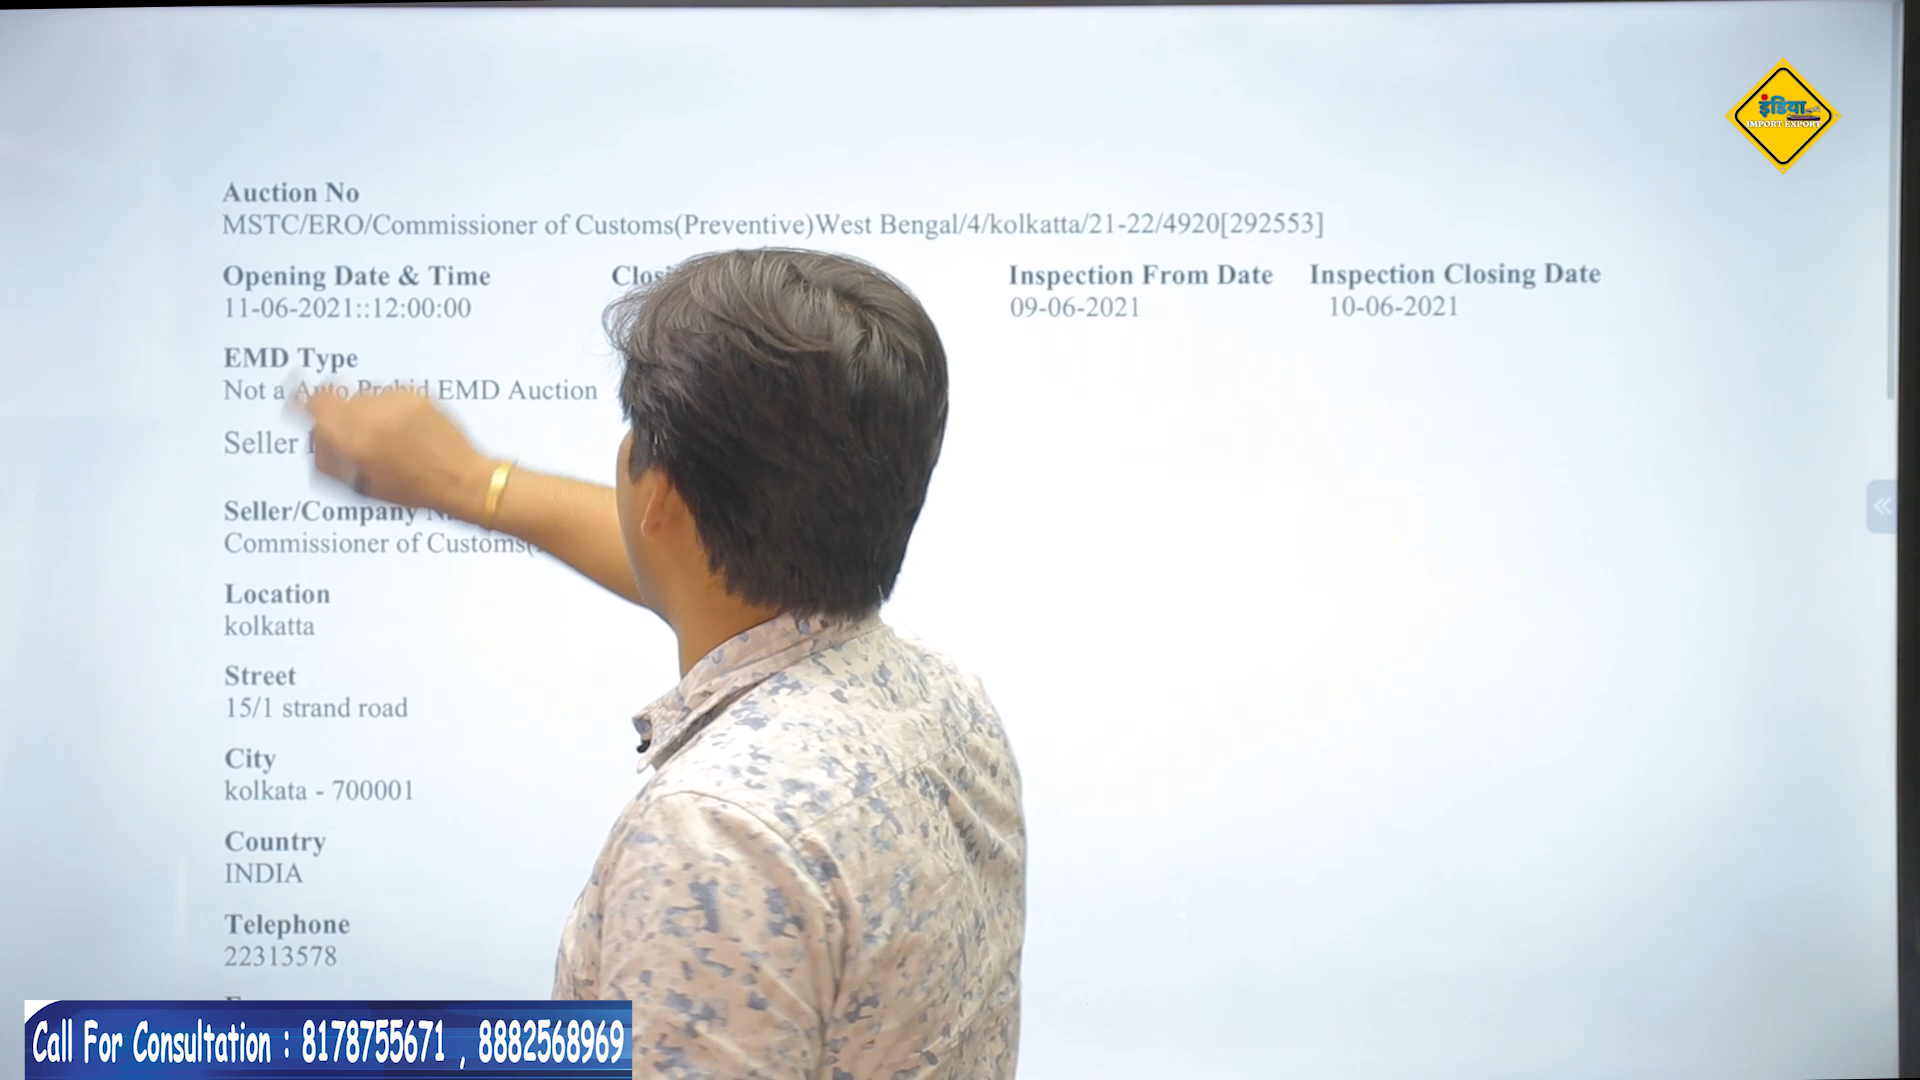 इंडिया
IMPORT EXPORT
Auction No
MSTC/ERO/Commissioner of Customs(Preventive)West Bengal/4/kolkatta/21-22/4920[292553]
Opening Date & Time
Inspection From Date
Inspection Closing Date
11-06-2021::12:00:00
09-06-2021
10-06-2021
EMD Type
Not a Auto Prebid EMD Auction
Seller
Seller/Company
Commissioner of Customs(
Location
kolkatta
Street
15/1 strand road
City
kolkata - 700001
Country
INDIA
Telephone
22313578
Call For Consultation : 8178755671 , 8882568969